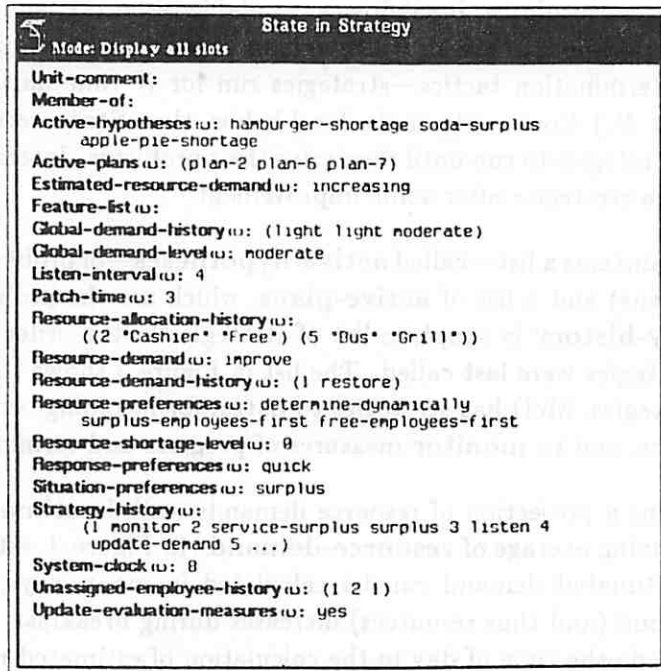 State in Strategy
Mode: Display all slots
Unit-comment:
Member-of:
Active-hypotheses ω: hamburger-shortage soda-surplus
apple-pie-shortage
Active-plans ω: (plan-2 plan-6 plan-7)
Estimated-resource-demand ω: increasing
Feature-list ω:
Global-demand-history ω: (light light moderate)
Global-demand-level ω: moderate
Listen-interval ω: 4
Patch-time ω: 3
Resource-allocation-history ω:
((2 "Cashier" "Free") (5 "Bus" "Grill"))
Resource-demand ω: improve
Resource-demand-history ω: (1 restore)
Resource-preferences ω: determine-dynamically
surplus-employees-first free-employees-first
Resource-shortage-level ω: 0
Response-preferences ω: quick
Situation-preferences ω: surplus
Strategy-history ω:
(1 monitor 2 service-surplus surplus 3 listen 4
update-demand 5 ...)
System-clock ω: 8
Unassigned-employee-history ω: (1 2 1)
Update-evaluation-measures ω: yes